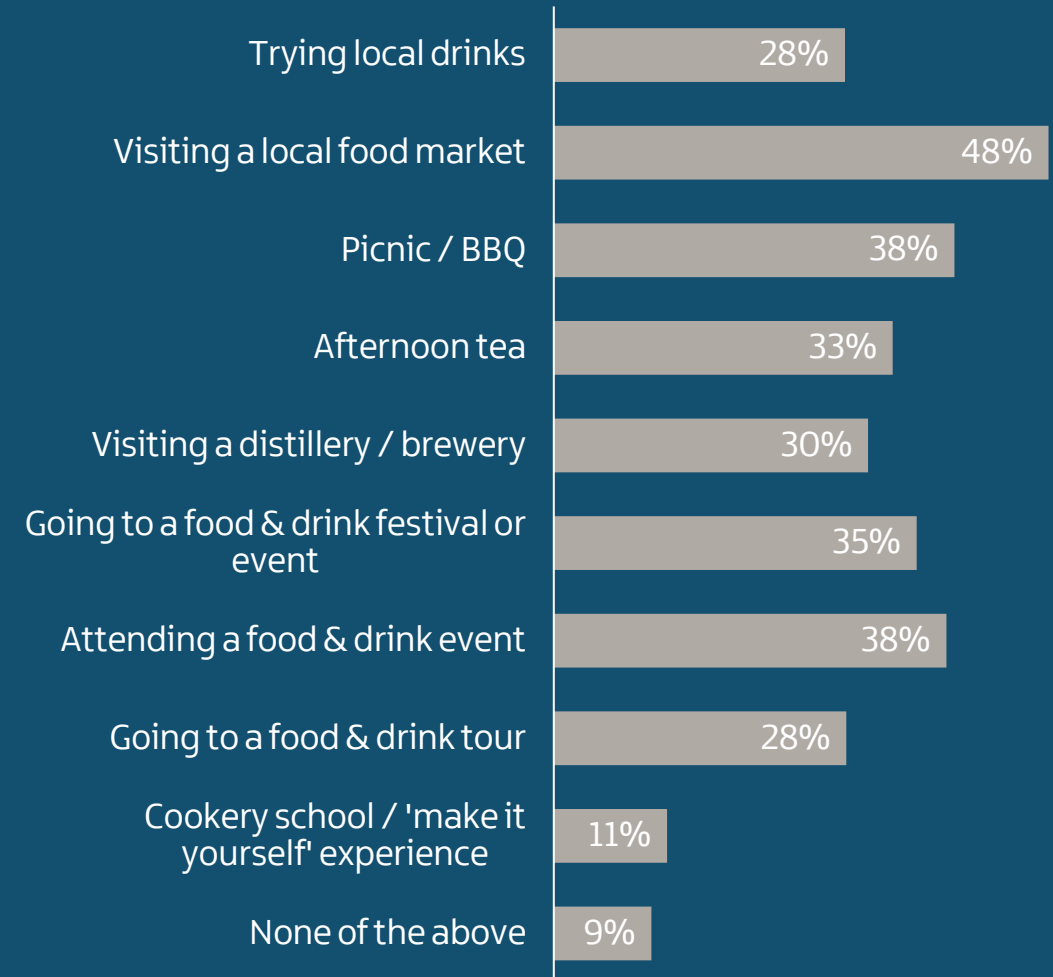 Trying local drinks 28%
Visiting a local food market 48%
Picnic / BBQ 38%
Afternoon tea 33%
Visiting a distillery / brewery 30%
Going to a food & drink festival or
event 35%
Attending a food & drink event 38%
Going to a food & drink tour 28%
Cookery school / 'make it
yourself' experience 11%
None of the above 9%